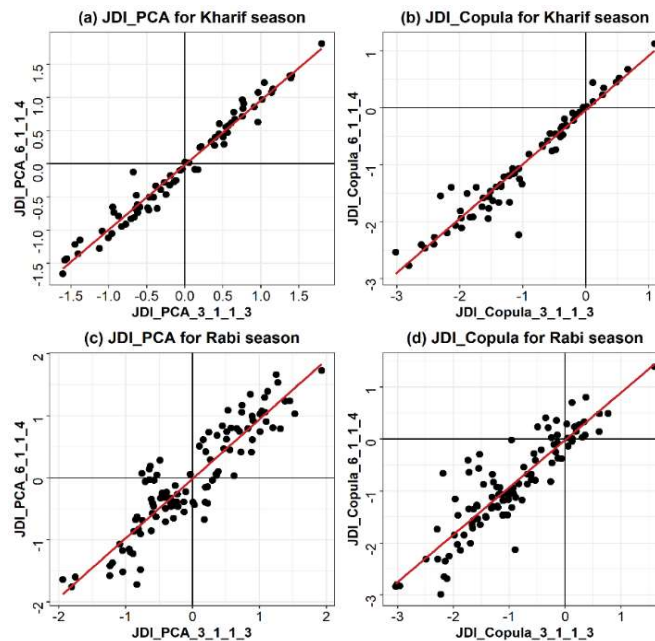 (a) JDI_PCA for Kharif season
JDI_PCA_6_1_1_4
1.5
1.0
0.5
0.0
-0.5
-1.0
-1.5
-1.5 -1.0 -0.5 0.0 0.5 1.0 1.5
JDI_PCA_3_1_1_3
(b) JDI_Copula for Kharif season
JDI_Copula_6_1_1_4
1
0
-1
-2
-3
-3 -2 -1 0 1
JDI_Copula_3_1_1_3
(c) JDI_PCA for Rabi season
JDI_PCA_6_1_1_4
2
1
0
-1
-2
-2 -1 0 1 2
JDI_PCA_3_1_1_3
(d) JDI_Copula for Rabi season
JDI_Copula_6_1_1_4
1
0
-1
-2
-3
-3 -2 -1 0 1
JDI_Copula_3_1_1_3